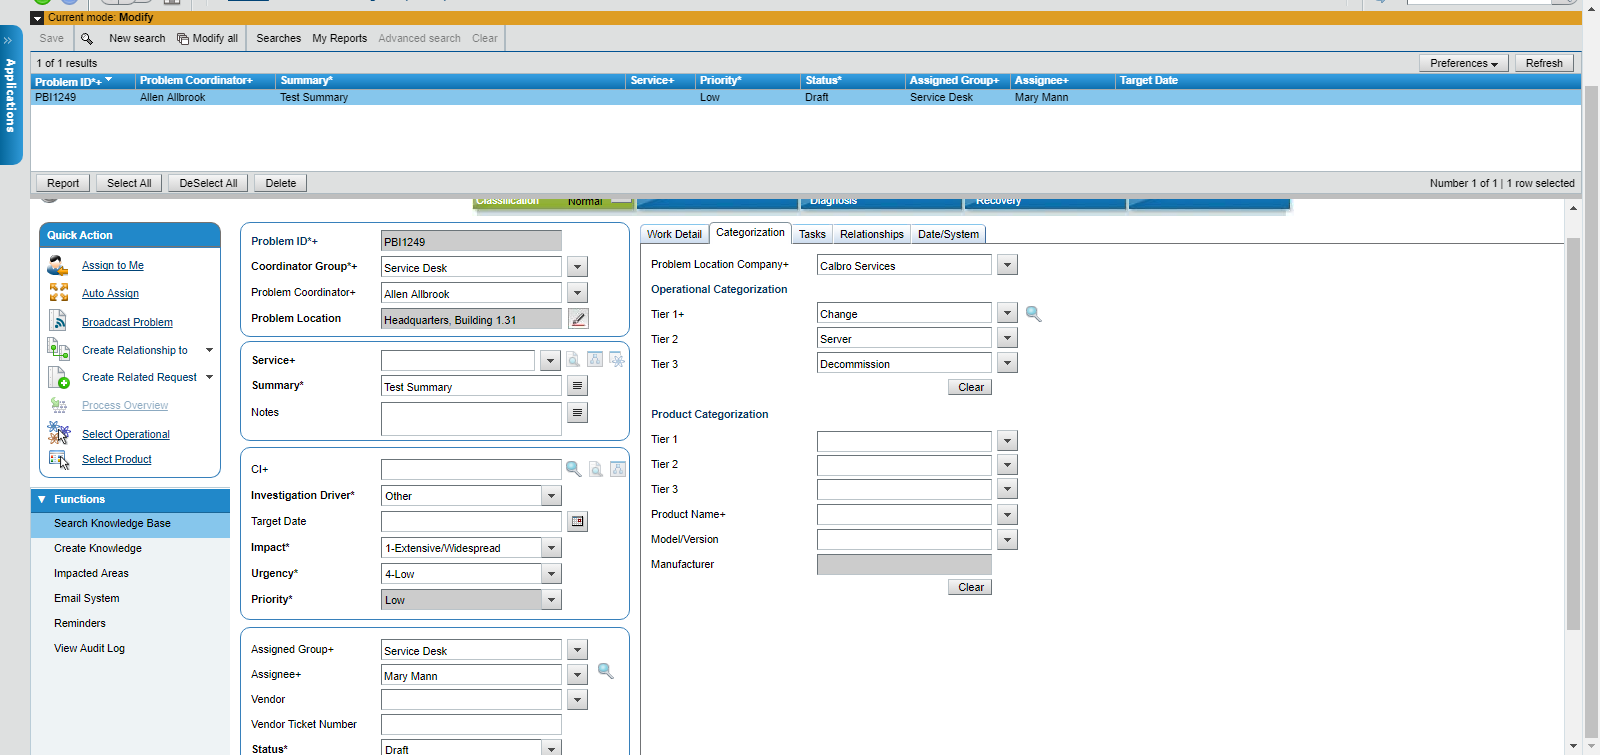 Current mode: Modify
Save New search Modify all Searches My Reports Advanced search Clear
Applications
1 of 1 results Preferences Refresh
Problem ID*+ Problem Coordinator+ Summary* Service+ Priority* Status* Assigned Group+ Assignee+ Target Date
PBI1249 Allen Allbrook Test Summary Low Draft Service Desk Mary Mann
Report Select All DeSelect All Delete Number 1 of 1 | 1 row selected
Classification Normal Diagnosis Recovery
Quick Action
Assign to Me
Auto Assign
Broadcast Problem
Create Relationship to
Create Related Request
Process Overview
Select Operational
Select Product
Functions
Search Knowledge Base
Create Knowledge
Impacted Areas
Email System
Reminders
View Audit Log
Problem ID*+ PBI1249
Coordinator Group*+ Service Desk
Problem Coordinator+ Allen Allbrook
Problem Location Headquarters, Building 1.31
Service+
Summary* Test Summary
Notes
CI+
Investigation Driver* Other
Target Date
Impact* 1-Extensive/Widespread
Urgency* 4-Low
Priority* Low
Assigned Group+ Service Desk
Assignee+ Mary Mann
Vendor
Vendor Ticket Number
Status* Draft
Work Detail Categorization Tasks Relationships Date/System
Problem Location Company+ Calbro Services
Operational Categorization
Tier 1+ Change
Tier 2 Server
Tier 3 Decommission
Clear
Product Categorization
Tier 1
Tier 2
Tier 3
Product Name+
Model/Version
Manufacturer
Clear